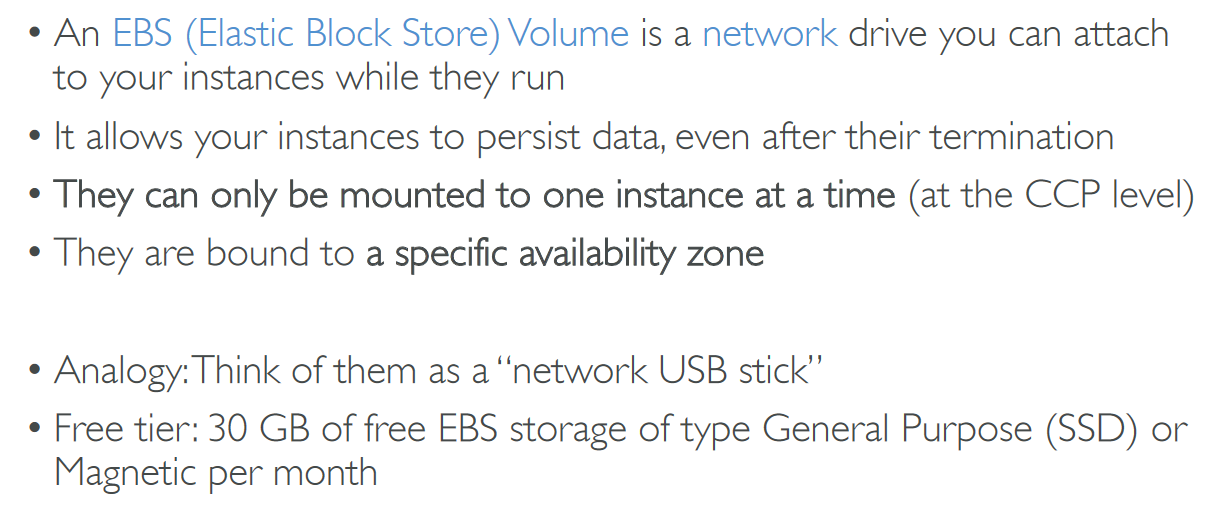 • An EBS (Elastic Block Store) Volume is a network drive you can attach
to your instances while they run
• It allows your instances to persist data, even after their termination
• They can only be mounted to one instance at a time (at the CCP level)
• They are bound to a specific availability zone
• Analogy: Think of them as a “network USB stick”
• Free tier: 30 GB of free EBS storage of type General Purpose (SSD) or
Magnetic per month